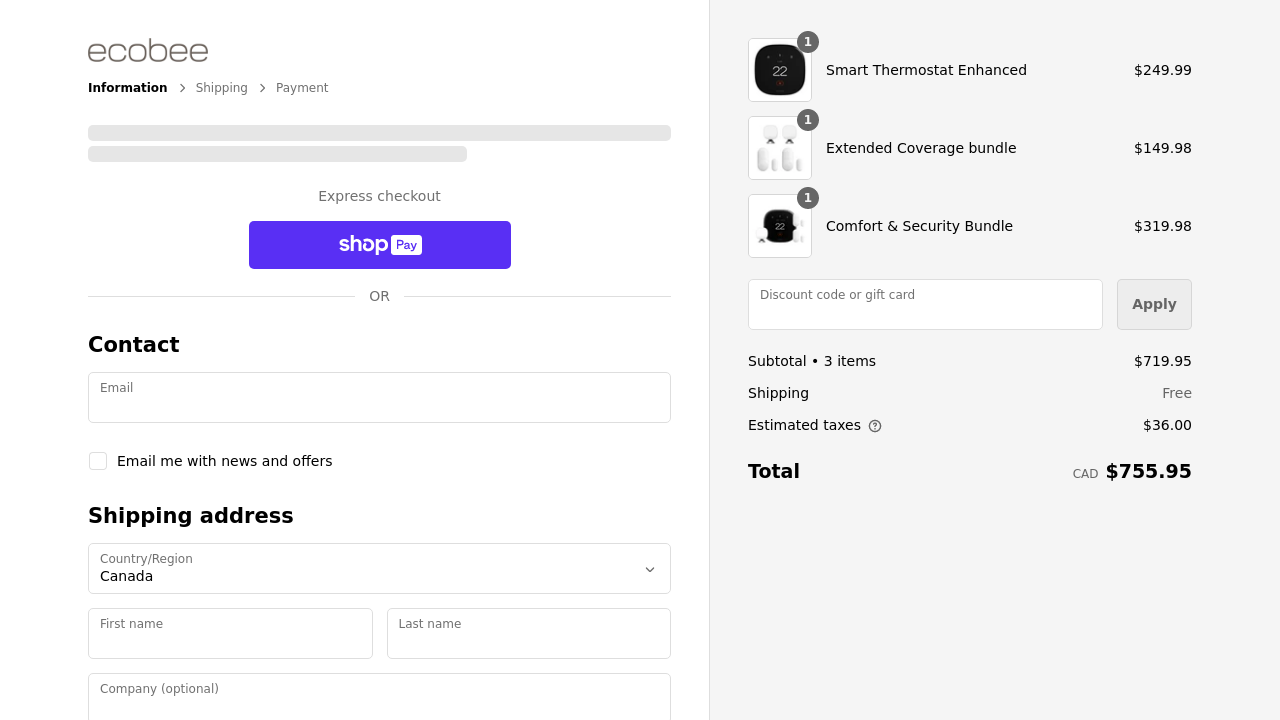 ecobee
Information > Shipping > Payment
Express checkout
shop Pay
OR
Contact
Email
Email me with news and offers
Shipping address
Country/Region
Canada
First name Last name
Company (optional)
1
22
Smart Thermostat Enhanced $249.99
1
Extended Coverage bundle $149.98
1
22
Comfort & Security Bundle $319.98
Discount code or gift card
Apply
Subtotal • 3 items $719.95
Shipping Free
Estimated taxes ? $36.00
Total CAD $755.95